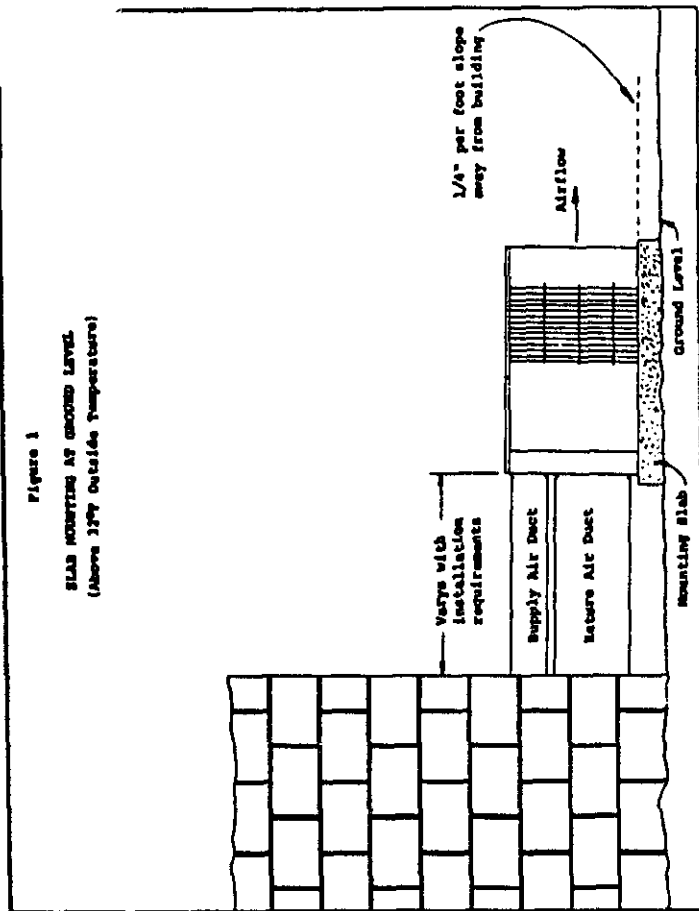 Figure 1
SLAB MOUNTING AT GROUND LEVEL
(Above 32°F Outside Temperature)
1/4" per foot slope
away from building
Airflow
Varys with
installation
requirements
Supply Air Duct
Return Air Duct
Ground Level
Mounting Slab